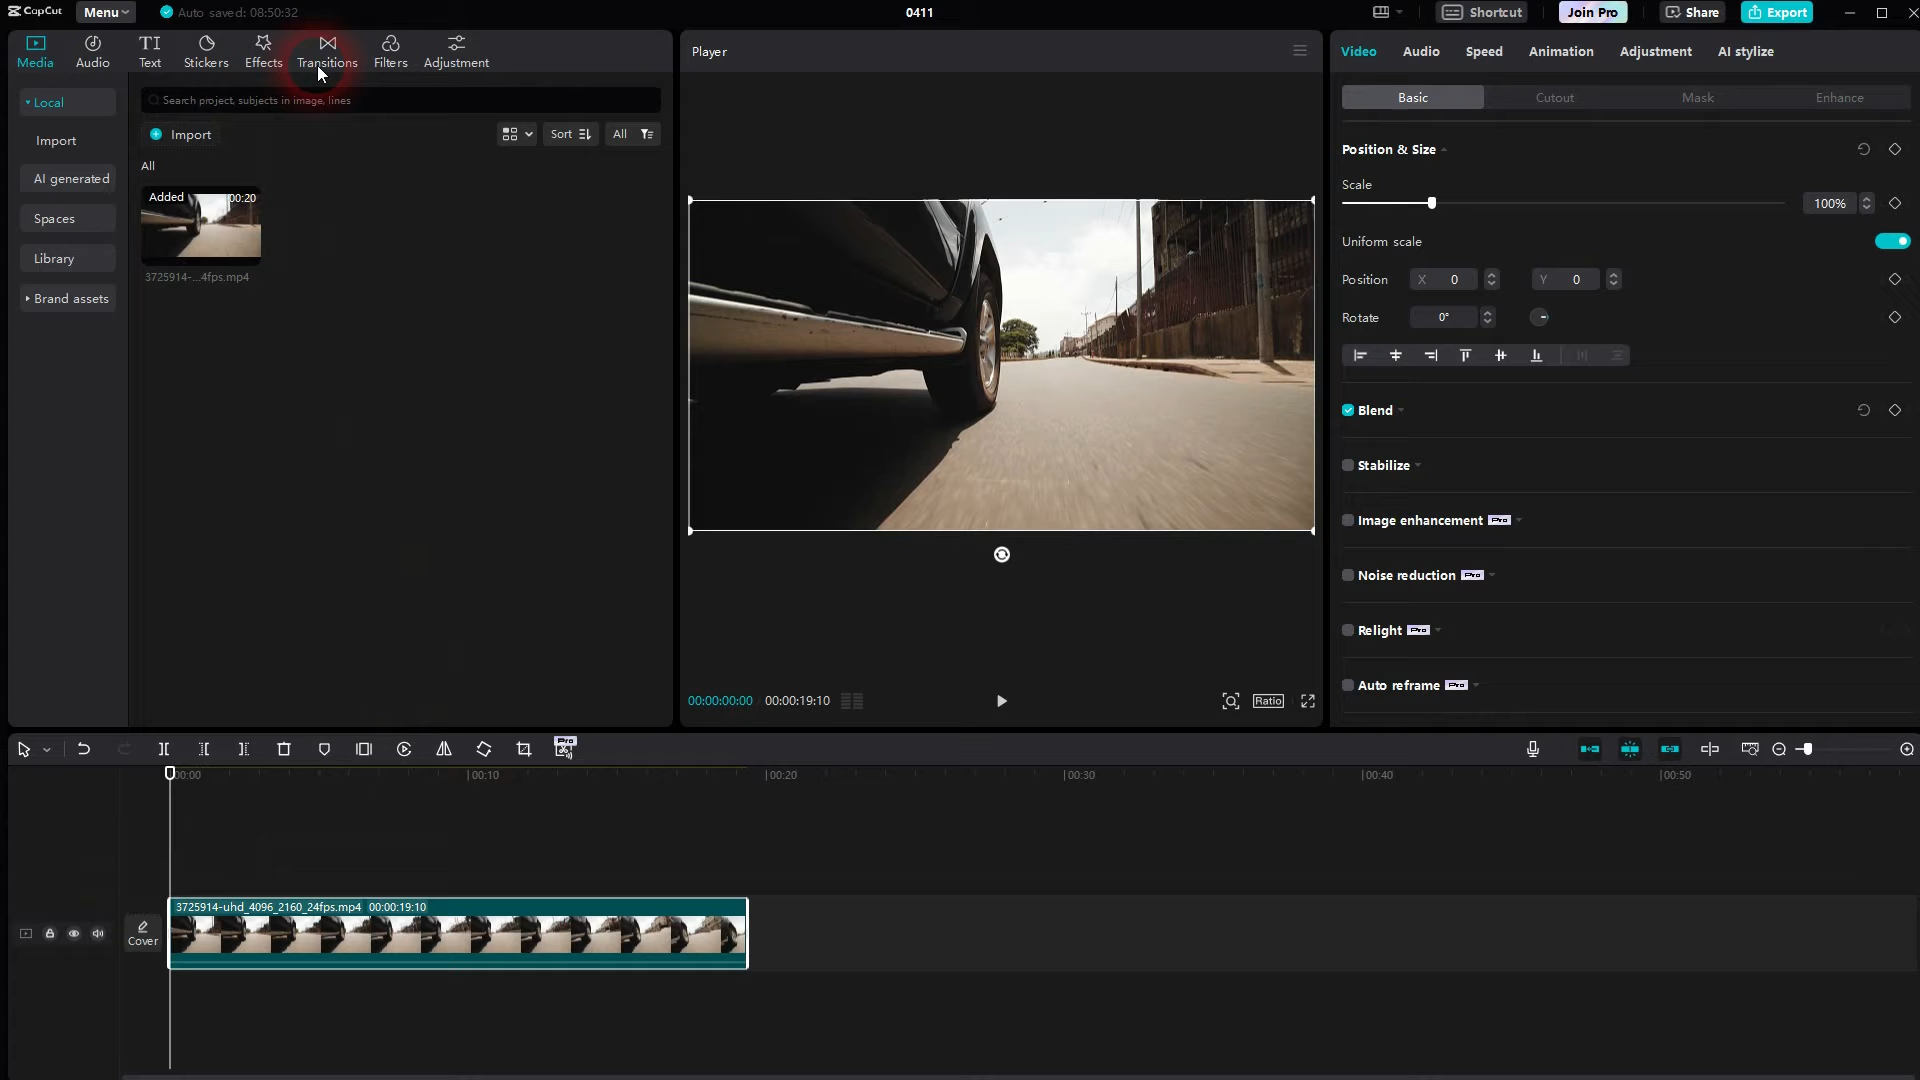 CapCut
Menu
Auto saved: 08:50:32
0411
Shortcut
Join Pro
Share
Export
Media
Audio
Text
Stickers
Effects
Transitions
Filters
Adjustment
Local
Import
AI generated
Spaces
Library
Brand assets
Search project, subjects in image, lines
Import
Sort
All
All
Added
00:20
3725914-...4fps.mp4
Player
00:00:00:00
00:00:19:10
Ratio
Video
Audio
Speed
Animation
Adjustment
AI stylize
Basic
Cutout
Mask
Enhance
Position & Size
Scale
100%
Uniform scale
Position
X 0
Y 0
Rotate
0°
Blend
Stabilize
Image enhancement Pro
Noise reduction Pro
Relight Pro
Auto reframe Pro
Pro
00:00
00:10
00:20
00:30
00:40
00:50
Cover
3725914-uhd_4096_2160_24fps.mp4 00:00:19:10